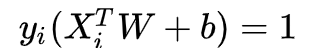 $y_i(X_i^T W + b) = 1$